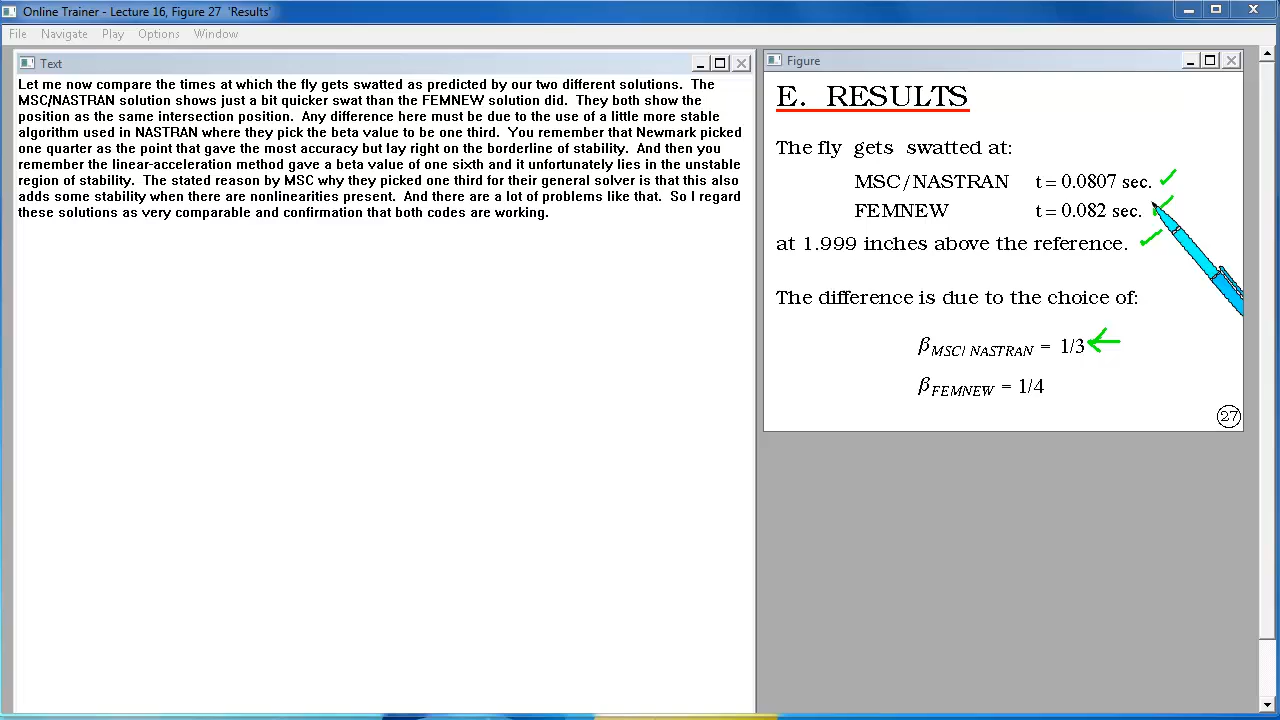 Online Trainer - Lecture 16, Figure 27 'Results'
File Navigate Play Options Window
Text
Let me now compare the times at which the fly gets swatted as predicted by our two different solutions. The
MSC/NASTRAN solution shows just a bit quicker swat than the FEMNEW solution did. They both show the
position as the same intersection position. Any difference here must be due to the use of a little more stable
algorithm used in NASTRAN where they pick the beta value to be one third. You remember that Newmark picked
one quarter as the point that gave the most accuracy but lay right on the borderline of stability. And then you
remember the linear-acceleration method gave a beta value of one sixth and it unfortunately lies in the unstable
region of stability. The stated reason by MSC why they picked one third for their general solver is that this also
adds some stability when there are nonlinearities present. And there are a lot of problems like that. So I regard
these solutions as very comparable and confirmation that both codes are working.
Figure
E. RESULTS
The fly gets swatted at:
MSC/NASTRAN t = 0.0807 sec.
FEMNEW t = 0.082 sec.
at 1.999 inches above the reference.
The difference is due to the choice of:
β MSC/NASTRAN = 1/3
β FEMNEW = 1/4
27